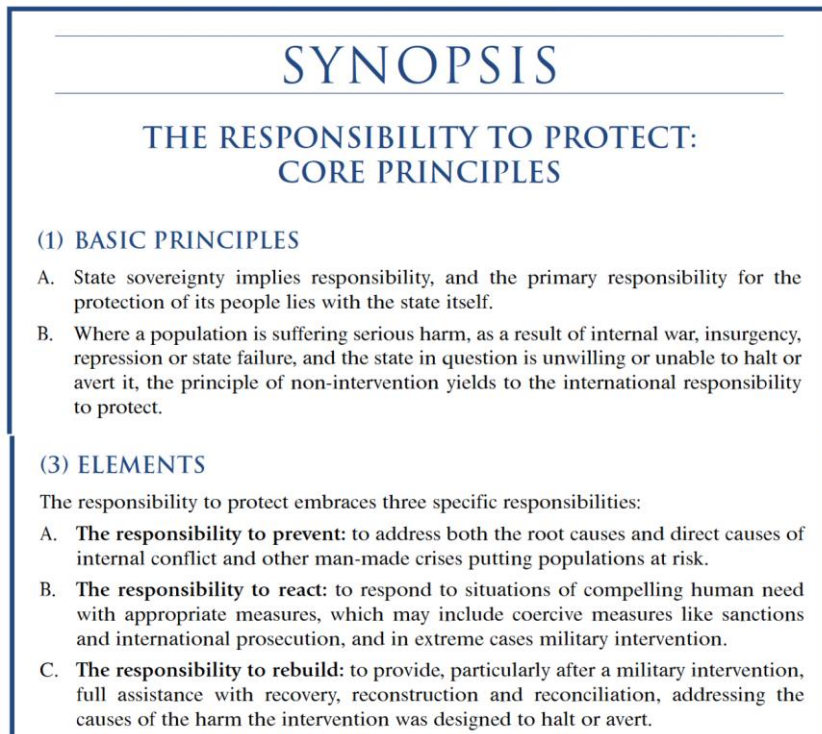 SYNOPSIS
THE RESPONSIBILITY TO PROTECT:
CORE PRINCIPLES
(1) BASIC PRINCIPLES
A. State sovereignty implies responsibility, and the primary responsibility for the
protection of its people lies with the state itself.
B. Where a population is suffering serious harm, as a result of internal war, insurgency,
repression or state failure, and the state in question is unwilling or unable to halt or
avert it, the principle of non-intervention yields to the international responsibility
to protect.
(3) ELEMENTS
The responsibility to protect embraces three specific responsibilities:
A. The responsibility to prevent: to address both the root causes and direct causes of
internal conflict and other man-made crises putting populations at risk.
B. The responsibility to react: to respond to situations of compelling human need
with appropriate measures, which may include coercive measures like sanctions
and international prosecution, and in extreme cases military intervention.
C. The responsibility to rebuild: to provide, particularly after a military intervention,
full assistance with recovery, reconstruction and reconciliation, addressing the
causes of the harm the intervention was designed to halt or avert.